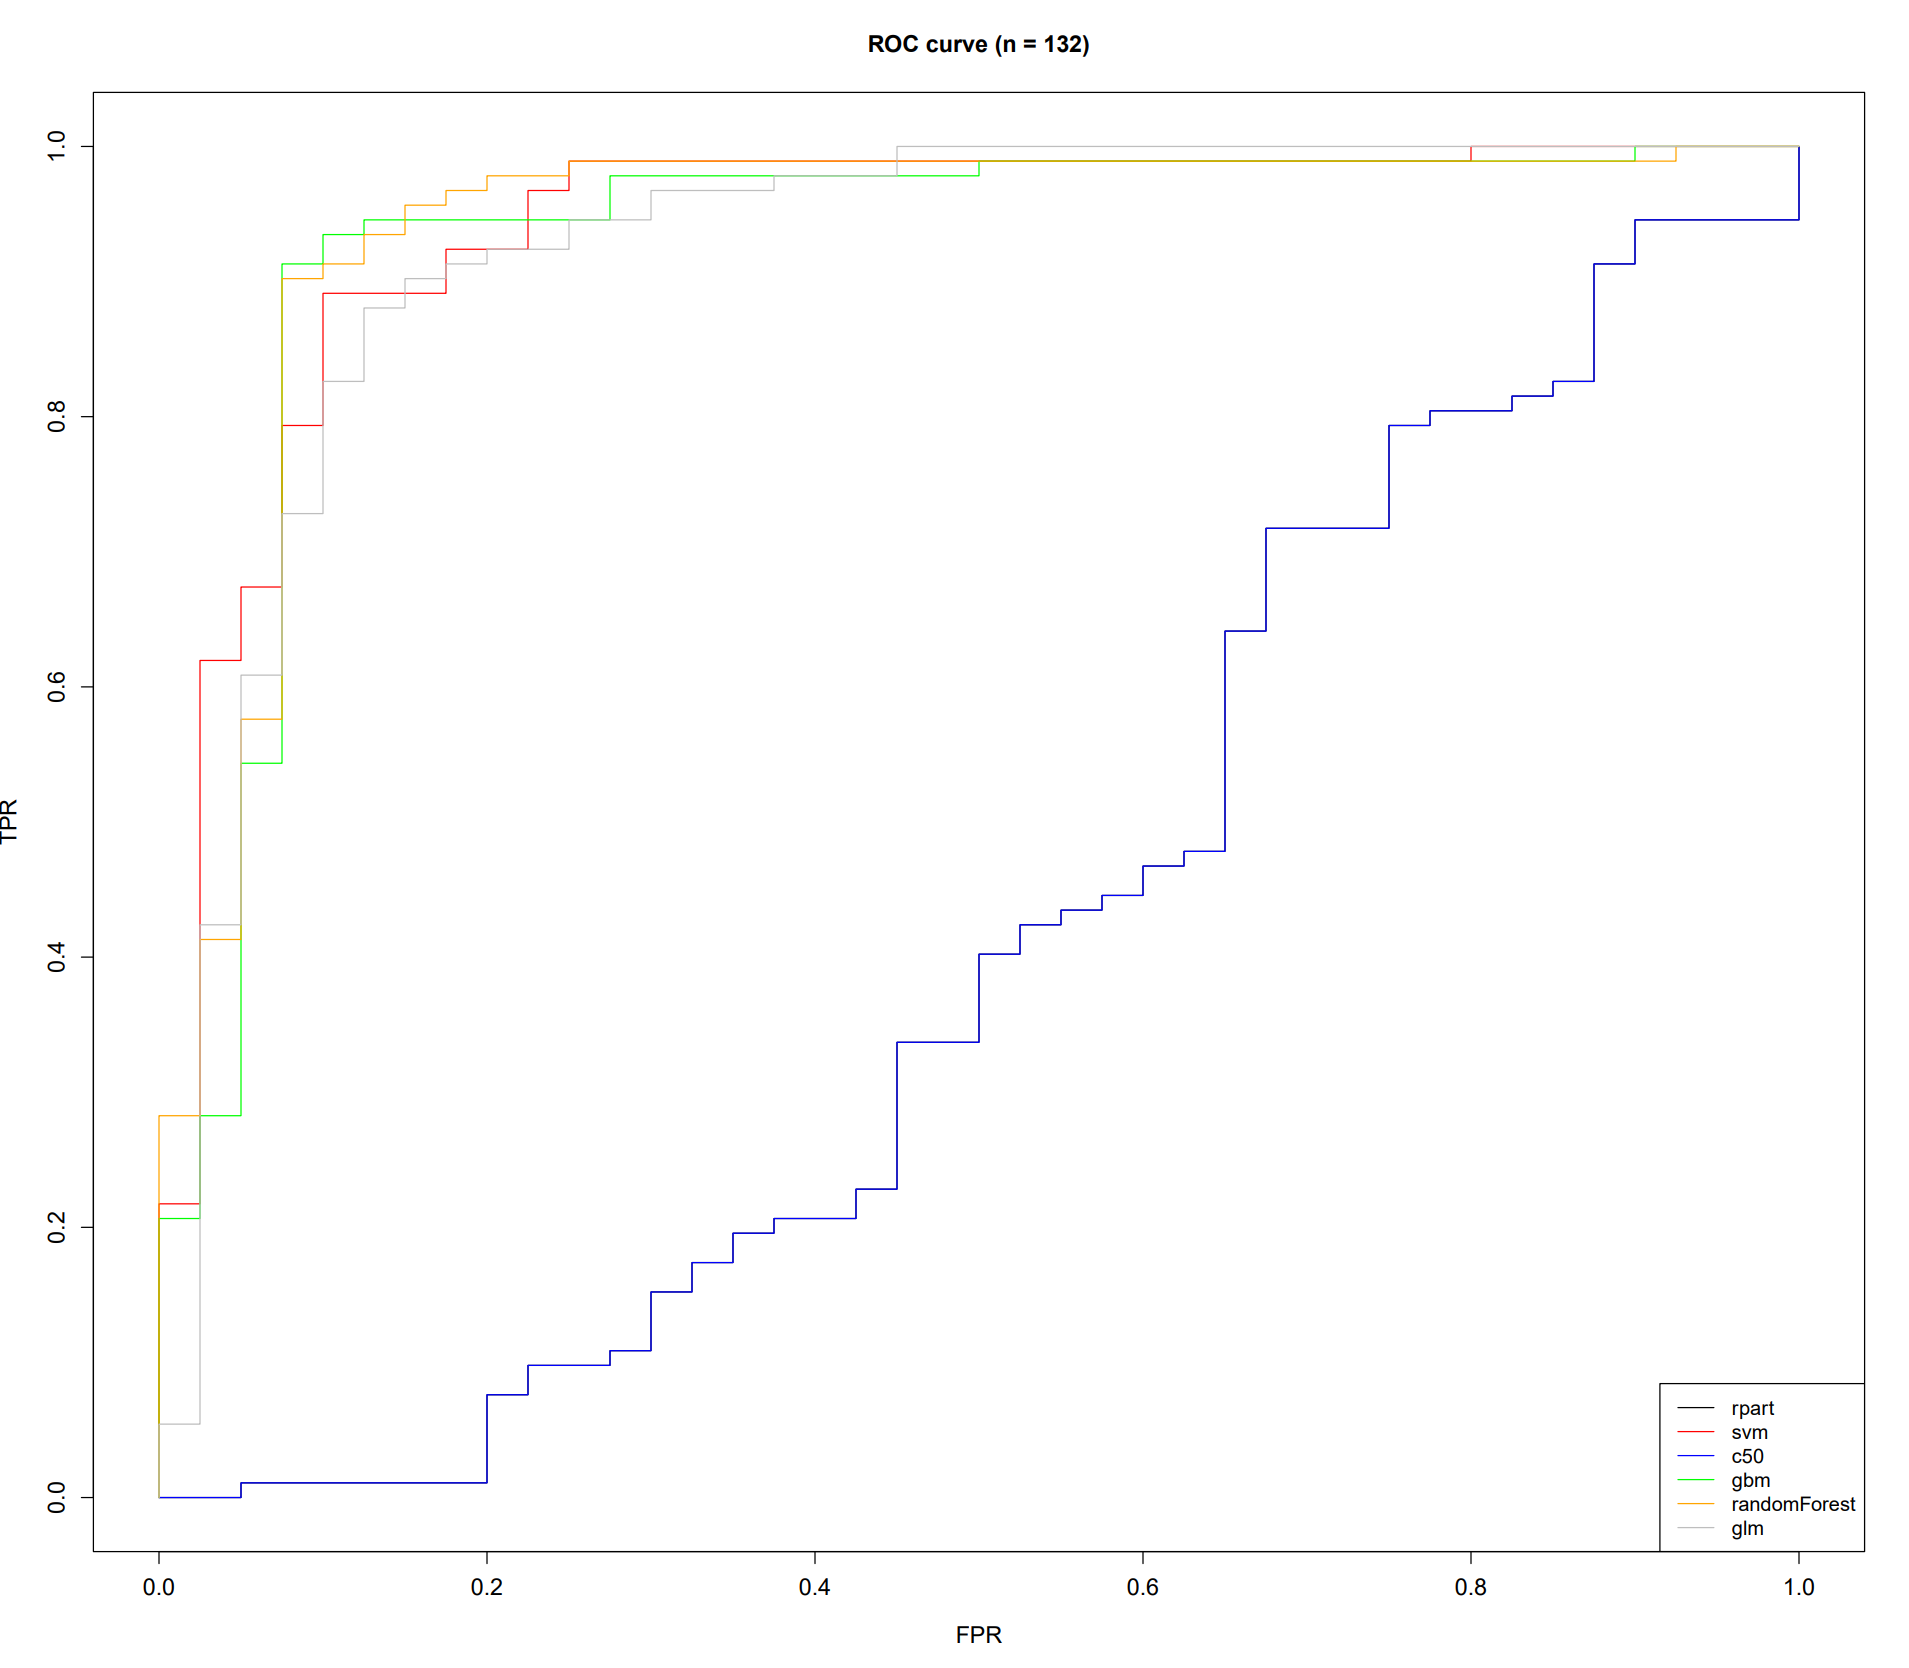 ROC curve (n = 132)
1.0
0.8
0.6
0.4
0.2
0.0
TPR
rpart
svm
c50
gbm
randomForest
glm
0.0 0.2 0.4 0.6 0.8 1.0
FPR